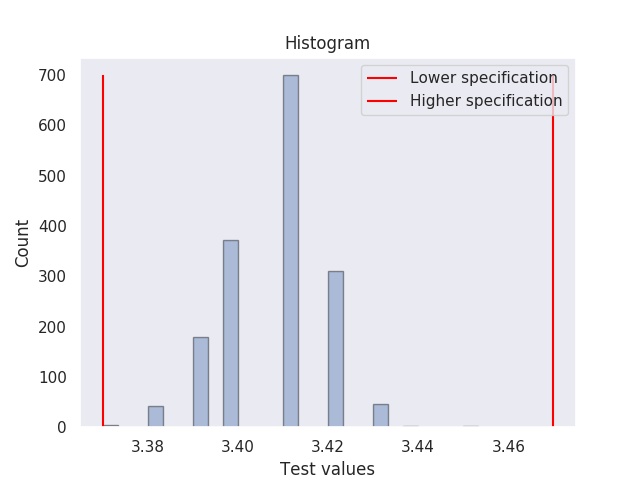 Histogram
Lower specification
Higher specification
700
600
500
400
300
200
100
0
Count
3.38 3.40 3.42 3.44 3.46
Test values